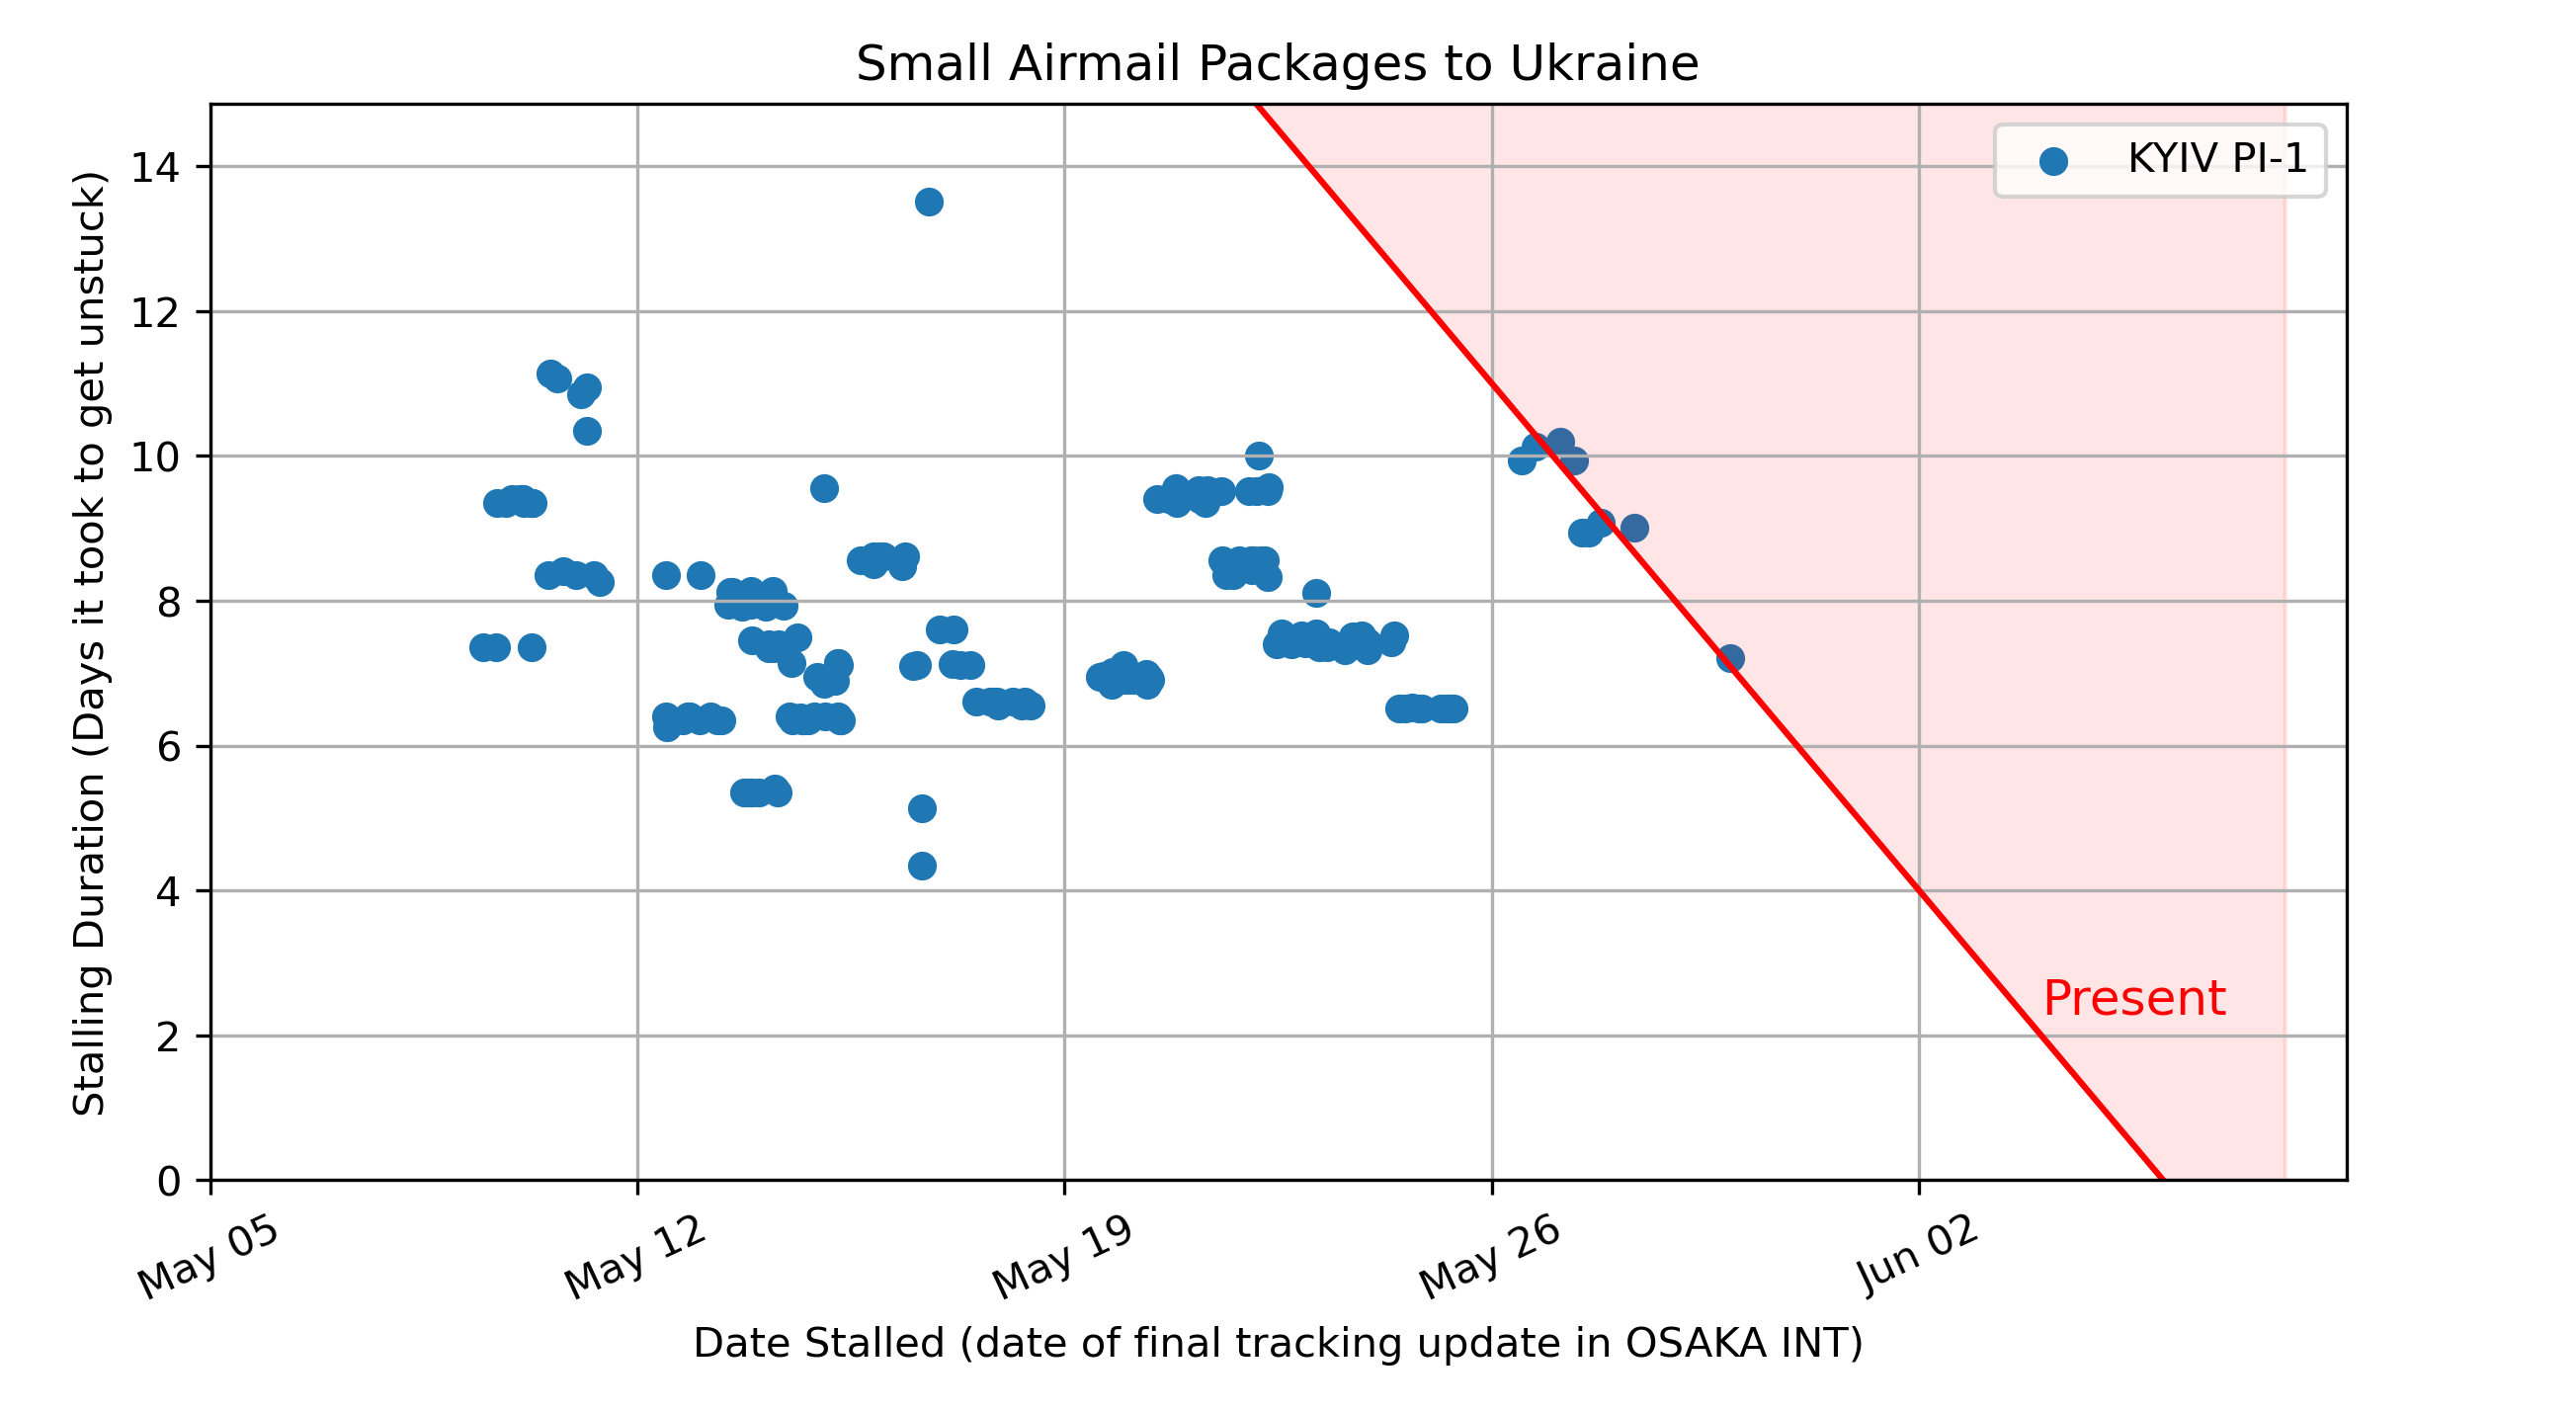 Small Airmail Packages to Ukraine
KYIV PI-1
Stalling Duration (Days it took to get unstuck)
14
12
10
8
6
4
2
0
Present
May 05
May 12
May 19
May 26
Jun 02
Date Stalled (date of final tracking update in OSAKA INT)